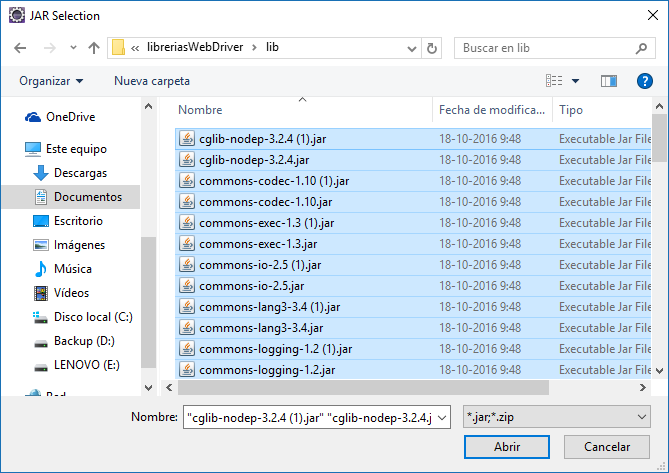 JAR Selection
« libreriasWebDriver › lib
Buscar en lib
Organizar
Nueva carpeta
OneDrive
Este equipo
Descargas
Documentos
Escritorio
Imágenes
Música
Vídeos
Disco local (C:)
Backup (D:)
LENOVO (E:)
Nombre Fecha de modifica... Tipo
cglib-nodep-3.2.4 (1).jar 18-10-2016 9:48 Executable Jar File
cglib-nodep-3.2.4.jar 18-10-2016 9:48 Executable Jar File
commons-codec-1.10 (1).jar 18-10-2016 9:48 Executable Jar File
commons-codec-1.10.jar 18-10-2016 9:48 Executable Jar File
commons-exec-1.3 (1).jar 18-10-2016 9:48 Executable Jar File
commons-exec-1.3.jar 18-10-2016 9:48 Executable Jar File
commons-io-2.5 (1).jar 18-10-2016 9:48 Executable Jar File
commons-io-2.5.jar 18-10-2016 9:48 Executable Jar File
commons-lang3-3.4 (1).jar 18-10-2016 9:48 Executable Jar File
commons-lang3-3.4.jar 18-10-2016 9:48 Executable Jar File
commons-logging-1.2 (1).jar 18-10-2016 9:48 Executable Jar File
commons-logging-1.2.jar 18-10-2016 9:48 Executable Jar File
Nombre: "cglib-nodep-3.2.4 (1).jar" "cglib-nodep-3.2.4.j
*.jar;*.zip
Abrir
Cancelar